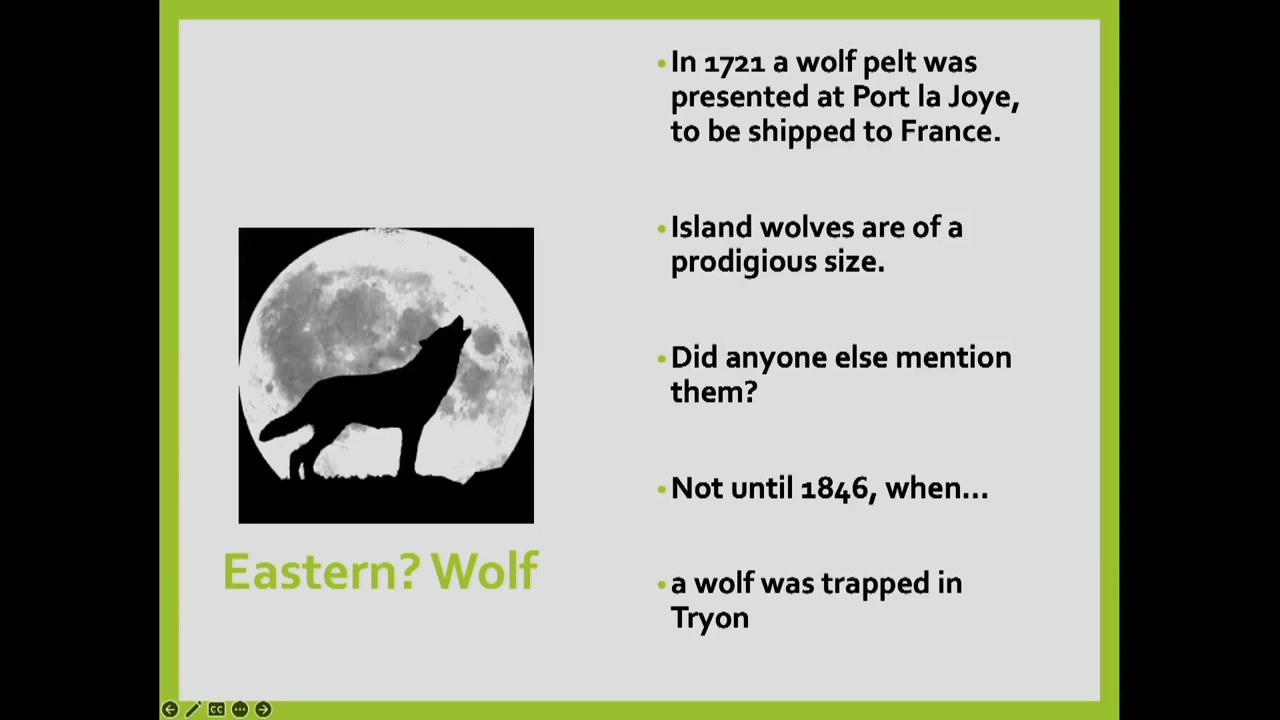 • In 1721 a wolf pelt was
presented at Port la Joye,
to be shipped to France.
• Island wolves are of a
prodigious size.
• Did anyone else mention
them?
• Not until 1846, when...
• a wolf was trapped in
Tryon
Eastern? Wolf
CC